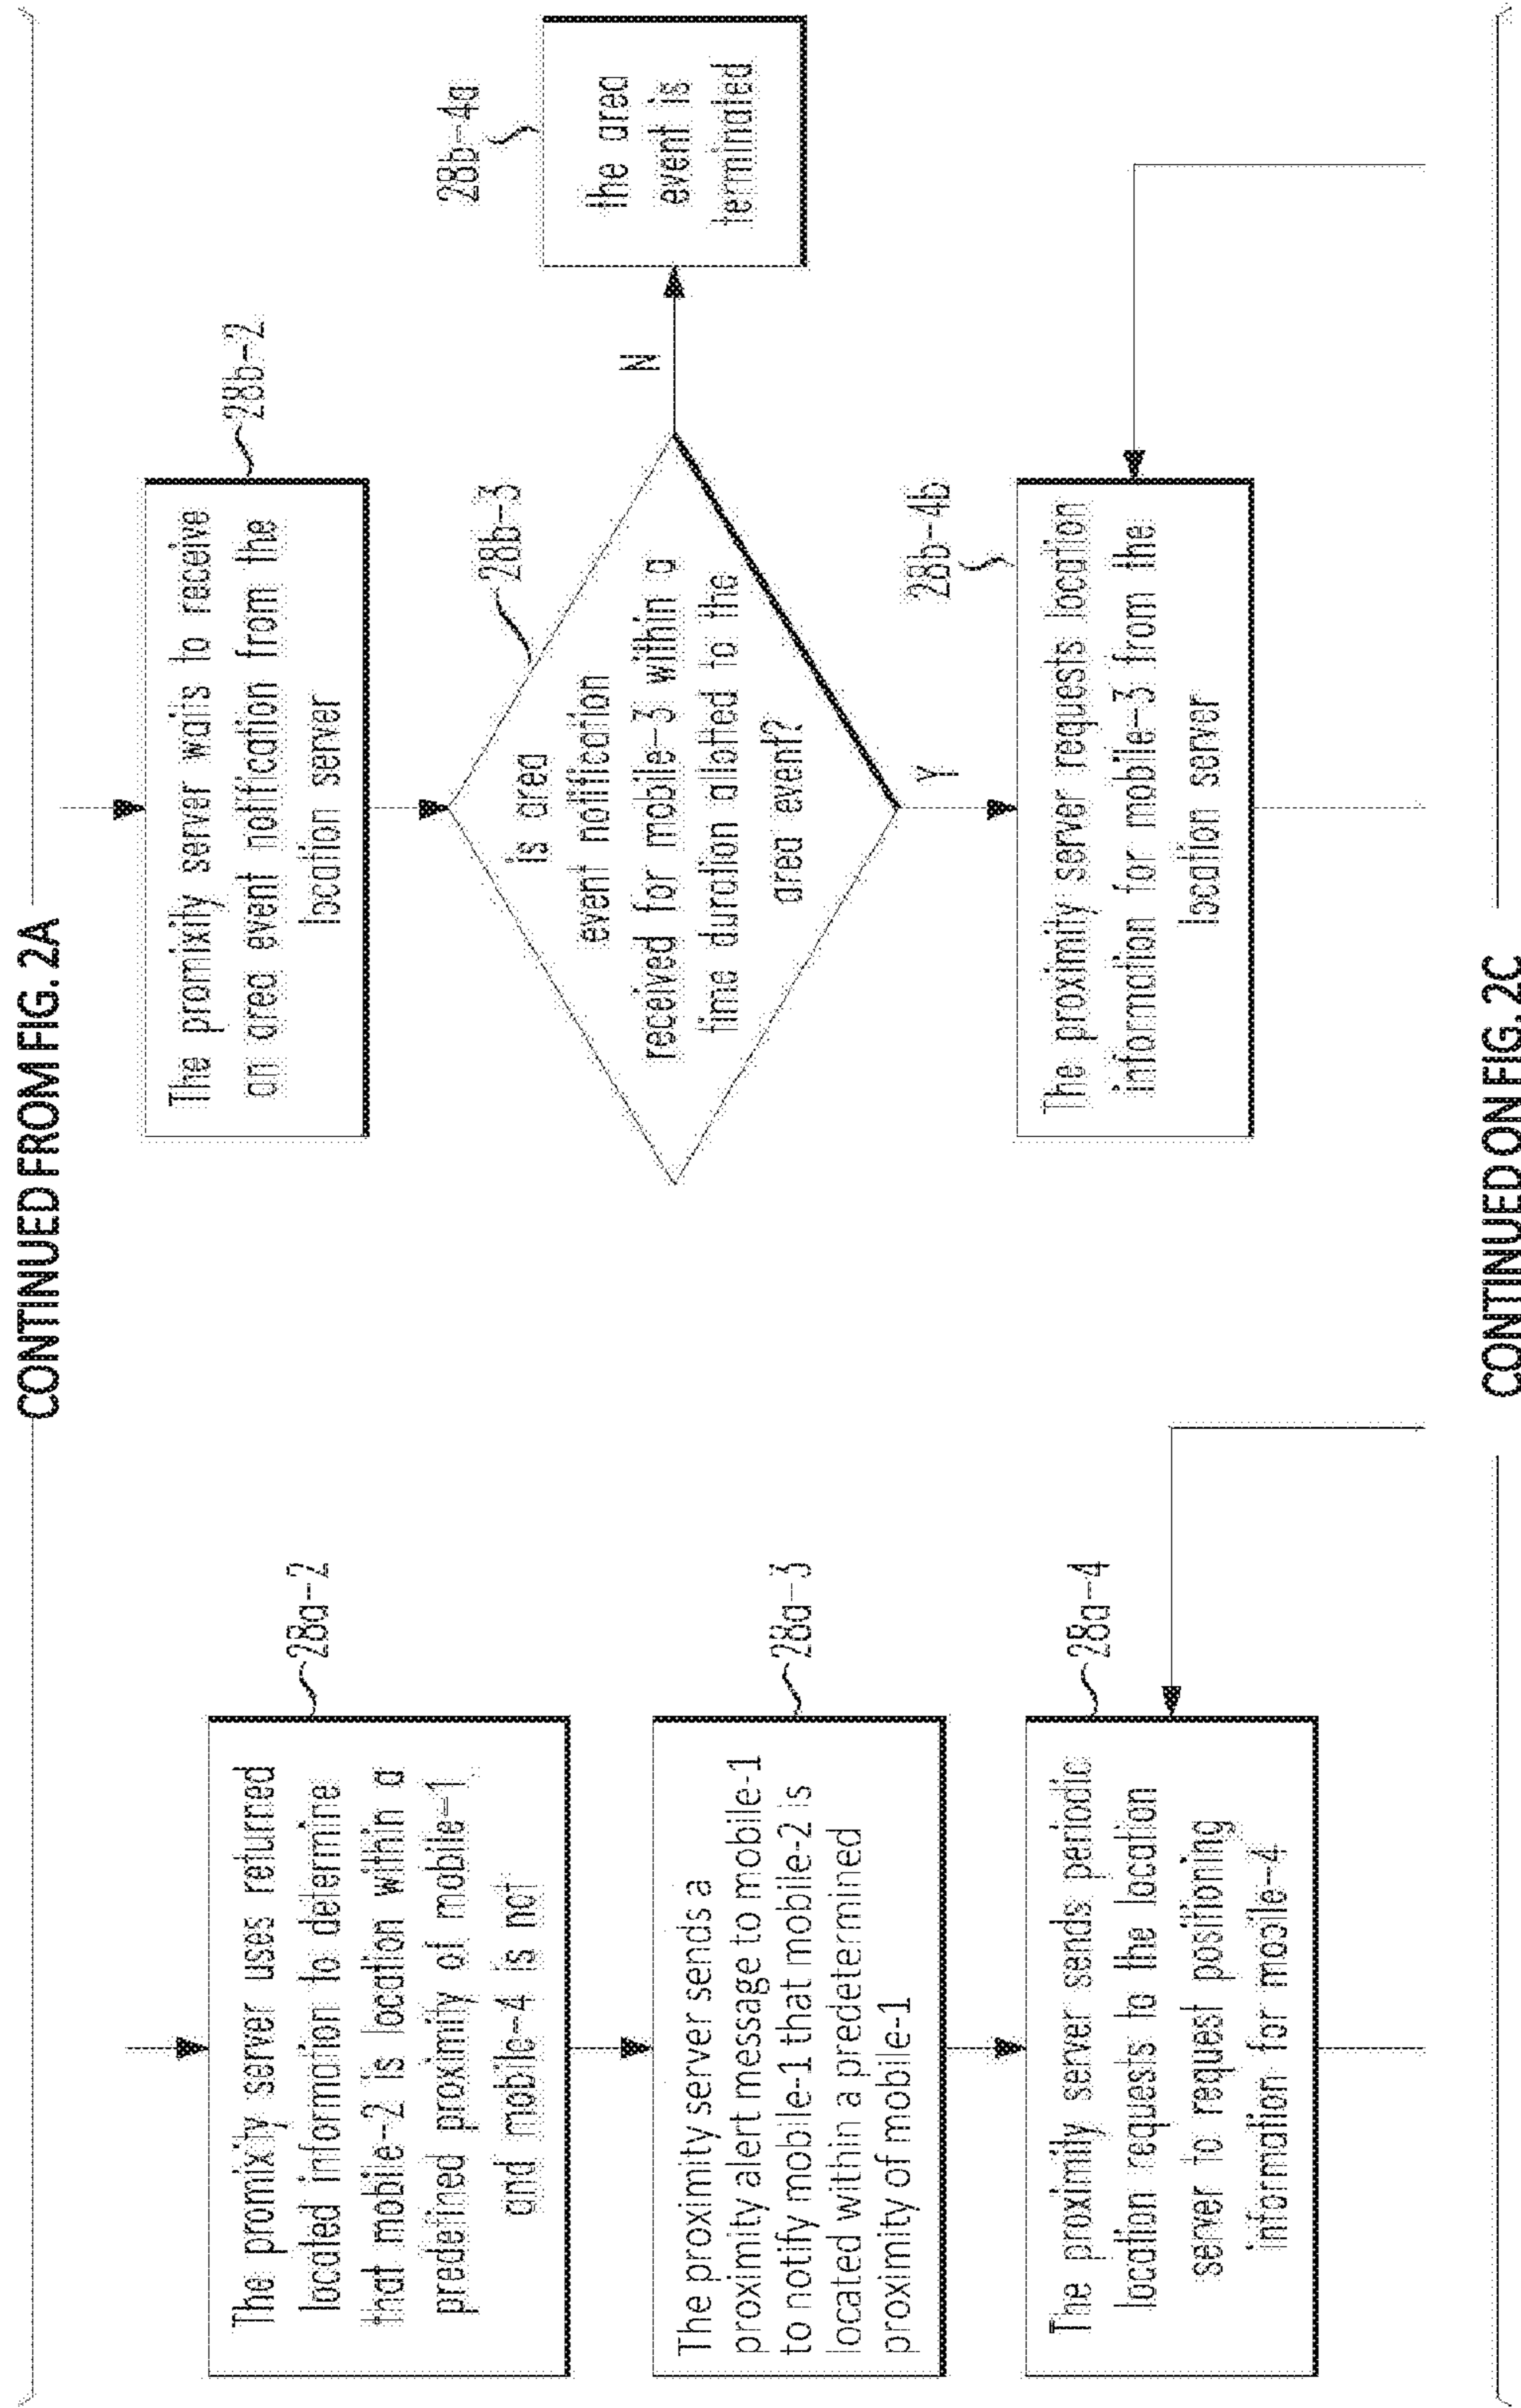 CONTINUED FROM FIG. 2A
The promixity server uses returned
located information to determine
that mobile-2 is location within a
predefined proximity of mobile-1,
and mobile-4 is not
28a-2
The proximity server sends a
proximity alert message to mobile-1
to notify mobile-1 that mobile-2 is
located within a predetermined
proximity of mobile-1
28a-3
The proximity server sends periodic
location requests to the location
server to request positioning
information for mobile-4
28a-4
The promixity server waits to receive
an area event notification from the
location server
28b-2
is area
event notification
received for mobile-3 within a
time duration allotted to the
area event?
28b-3
N
the area
event is
terminated
28b-4a
Y
The proximity server requests location
information for mobile-3 from the
location server
28b-4b
CONTINUED ON FIG. 2C